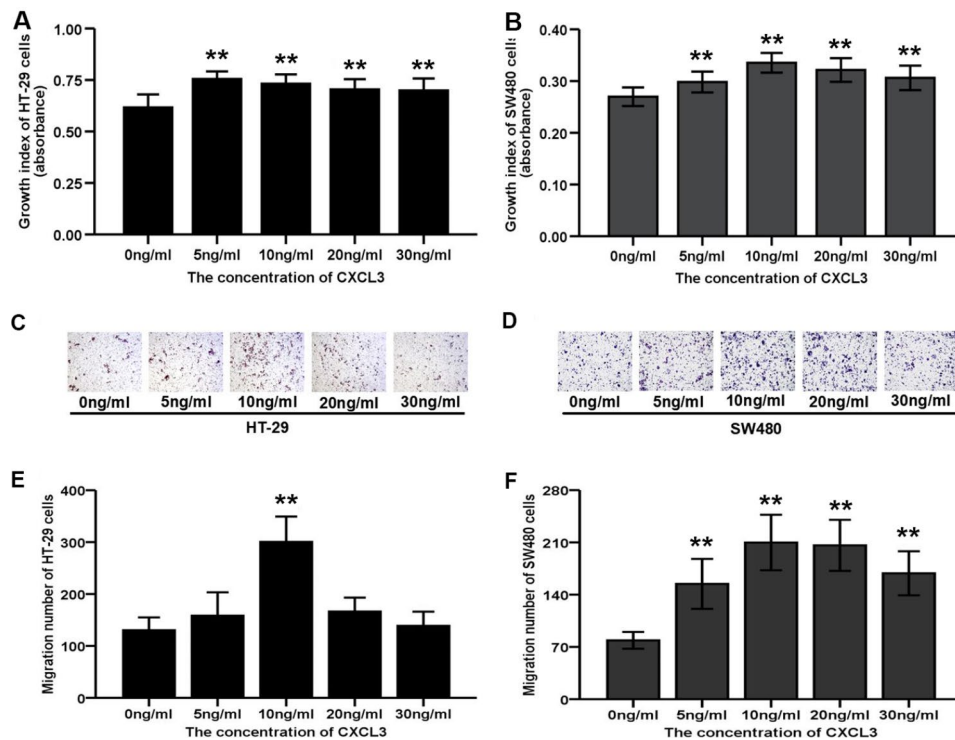 A
Growth index of HT-29 cells
(absorbance)
1.00
0.75
0.50
0.25
0.00
** ** ** **
0ng/ml 5ng/ml 10ng/ml 20ng/ml 30ng/ml
The concentration of CXCL3
B
Growth index of SW480 cells
(absorbance)
0.40
0.30
0.20
0.10
0.00
** ** ** **
0ng/ml 5ng/ml 10ng/ml 20ng/ml 30ng/ml
The concentration of CXCL3
C
0ng/ml 5ng/ml 10ng/ml 20ng/ml 30ng/ml
HT-29
D
0ng/ml 5ng/ml 10ng/ml 20ng/ml 30ng/ml
SW480
E
Migration number of HT-29 cells
400
300
200
100
0
**
0ng/ml 5ng/ml 10ng/ml 20ng/ml 30ng/ml
The concentration of CXCL3
F
Migration number of SW480 cells
280
210
140
70
0
** ** ** **
0ng/ml 5ng/ml 10ng/ml 20ng/ml 30ng/ml
The concentration of CXCL3